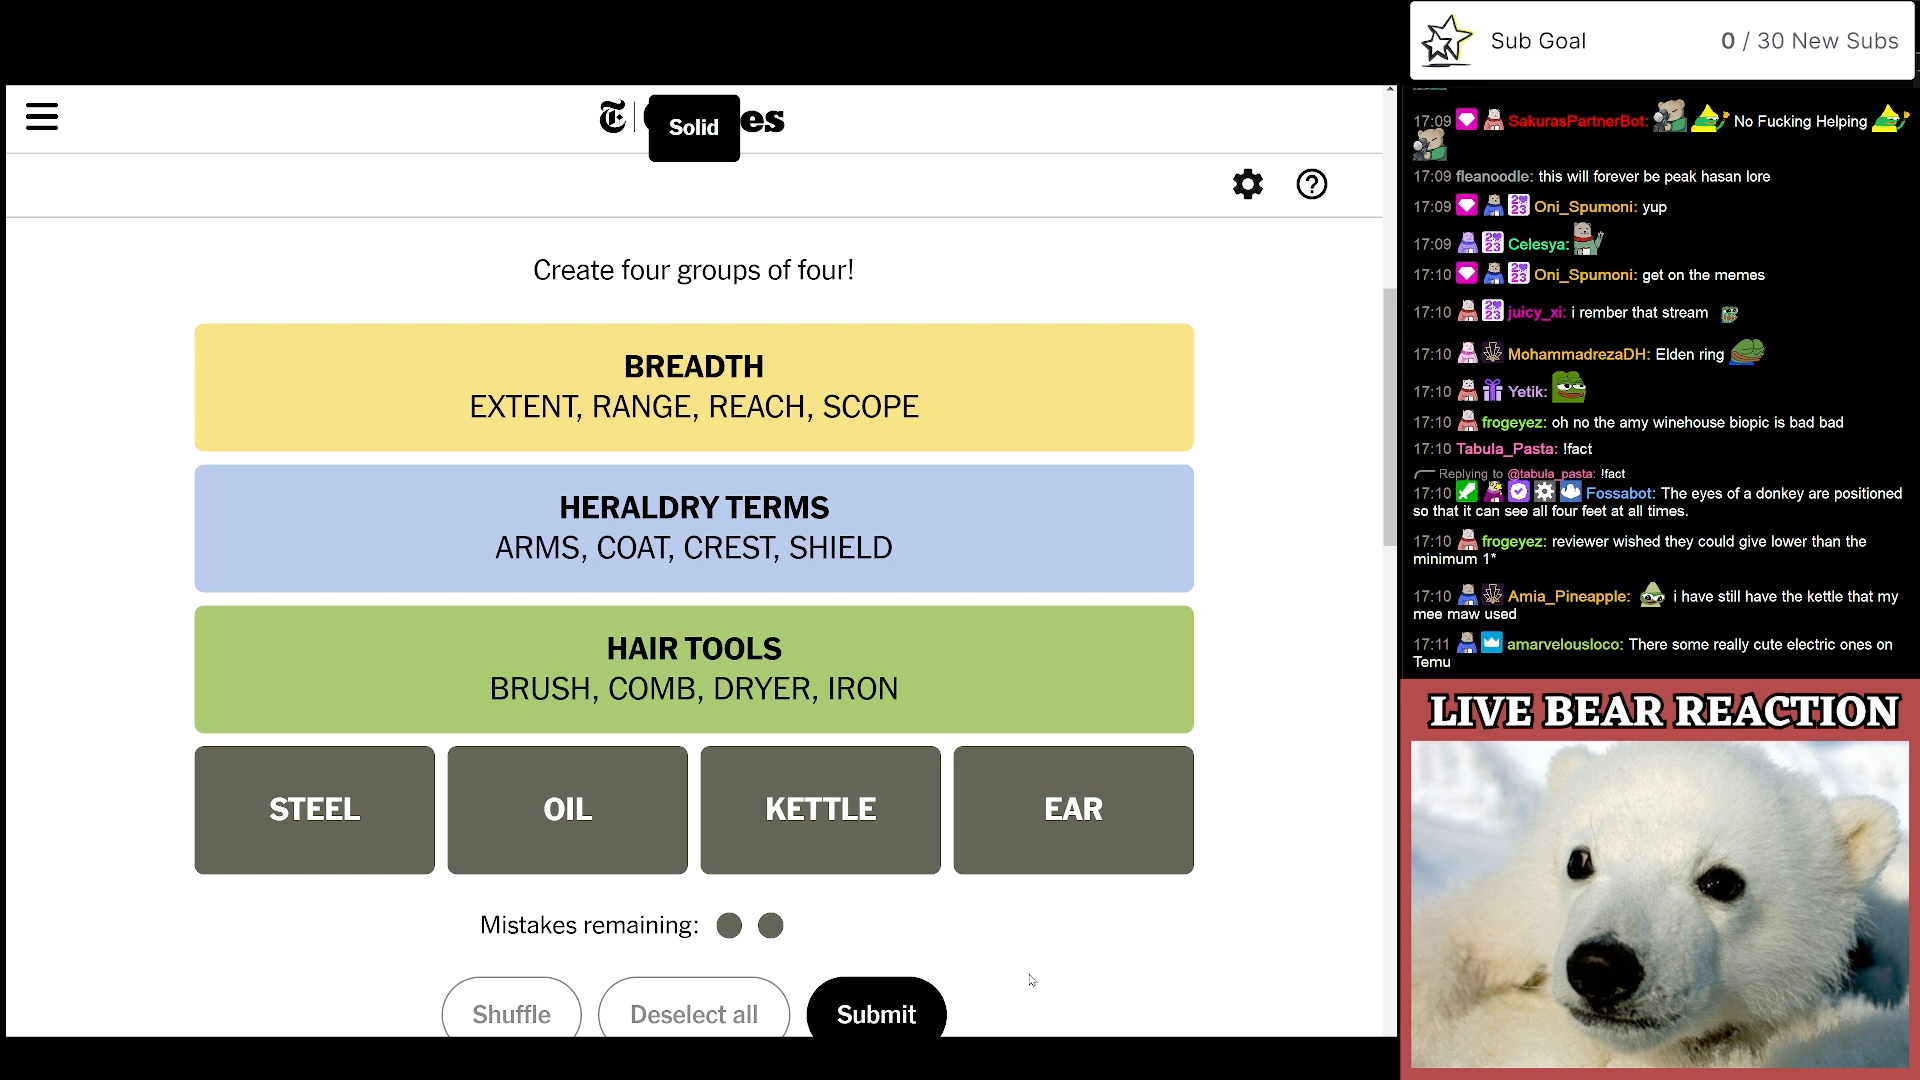 Solid
es
Create four groups of four!
BREADTH
EXTENT, RANGE, REACH, SCOPE
HERALDRY TERMS
ARMS, COAT, CREST, SHIELD
HAIR TOOLS
BRUSH, COMB, DRYER, IRON
STEEL OIL KETTLE EAR
Mistakes remaining:
Shuffle Deselect all Submit
Sub Goal 0 / 30 New Subs
17:09 SakurasPartnerBot: No Fucking Helping
17:09 fleanoodle: this will forever be peak hasan lore
17:09 Oni_Spumoni: yup
17:09 Celesya:
17:10 Oni_Spumoni: get on the memes
17:10 juicy_xi: i rember that stream
17:10 MohammadrezaDH: Elden ring
17:10 Yetik:
17:10 frogeyez: oh no the amy winehouse biopic is bad bad
17:10 Tabula_Pasta: !fact
Replying to @tabula_pasta: !fact
17:10 Fossabot: The eyes of a donkey are positioned
so that it can see all four feet at all times.
17:10 frogeyez: reviewer wished they could give lower than the
minimum 1*
17:10 Amia_Pineapple: i have still have the kettle that my
mee maw used
17:11 amarvelousloco: There some really cute electric ones on
Temu
LIVE BEAR REACTION